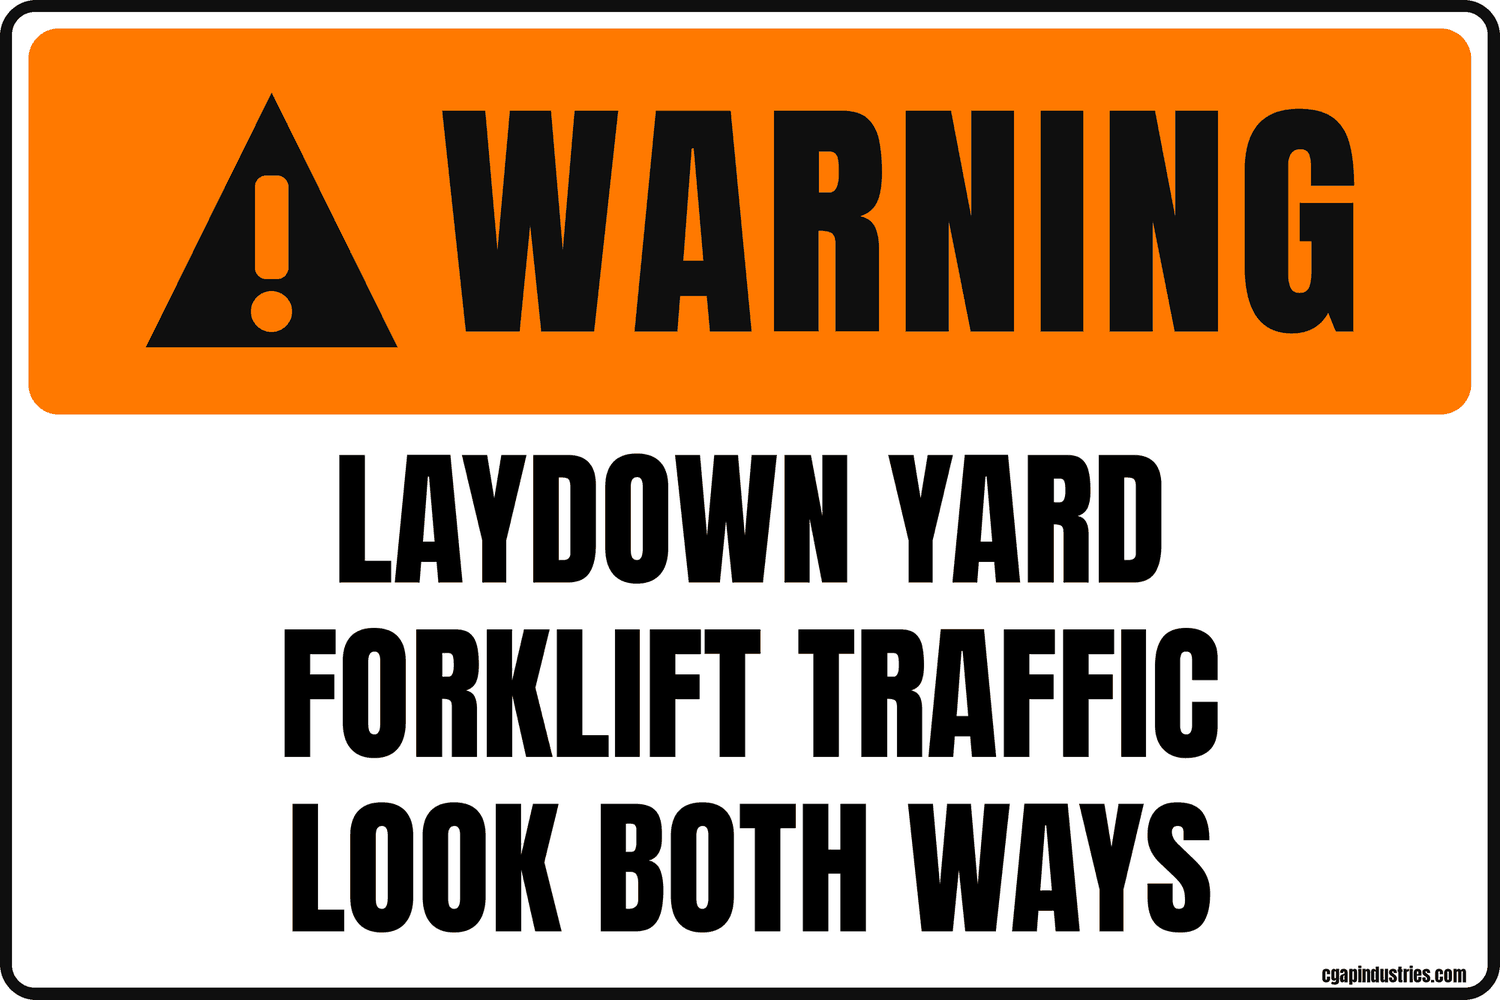 WARNING
LAYDOWN YARD
FORKLIFT TRAFFIC
LOOK BOTH WAYS
cgapindustries.com